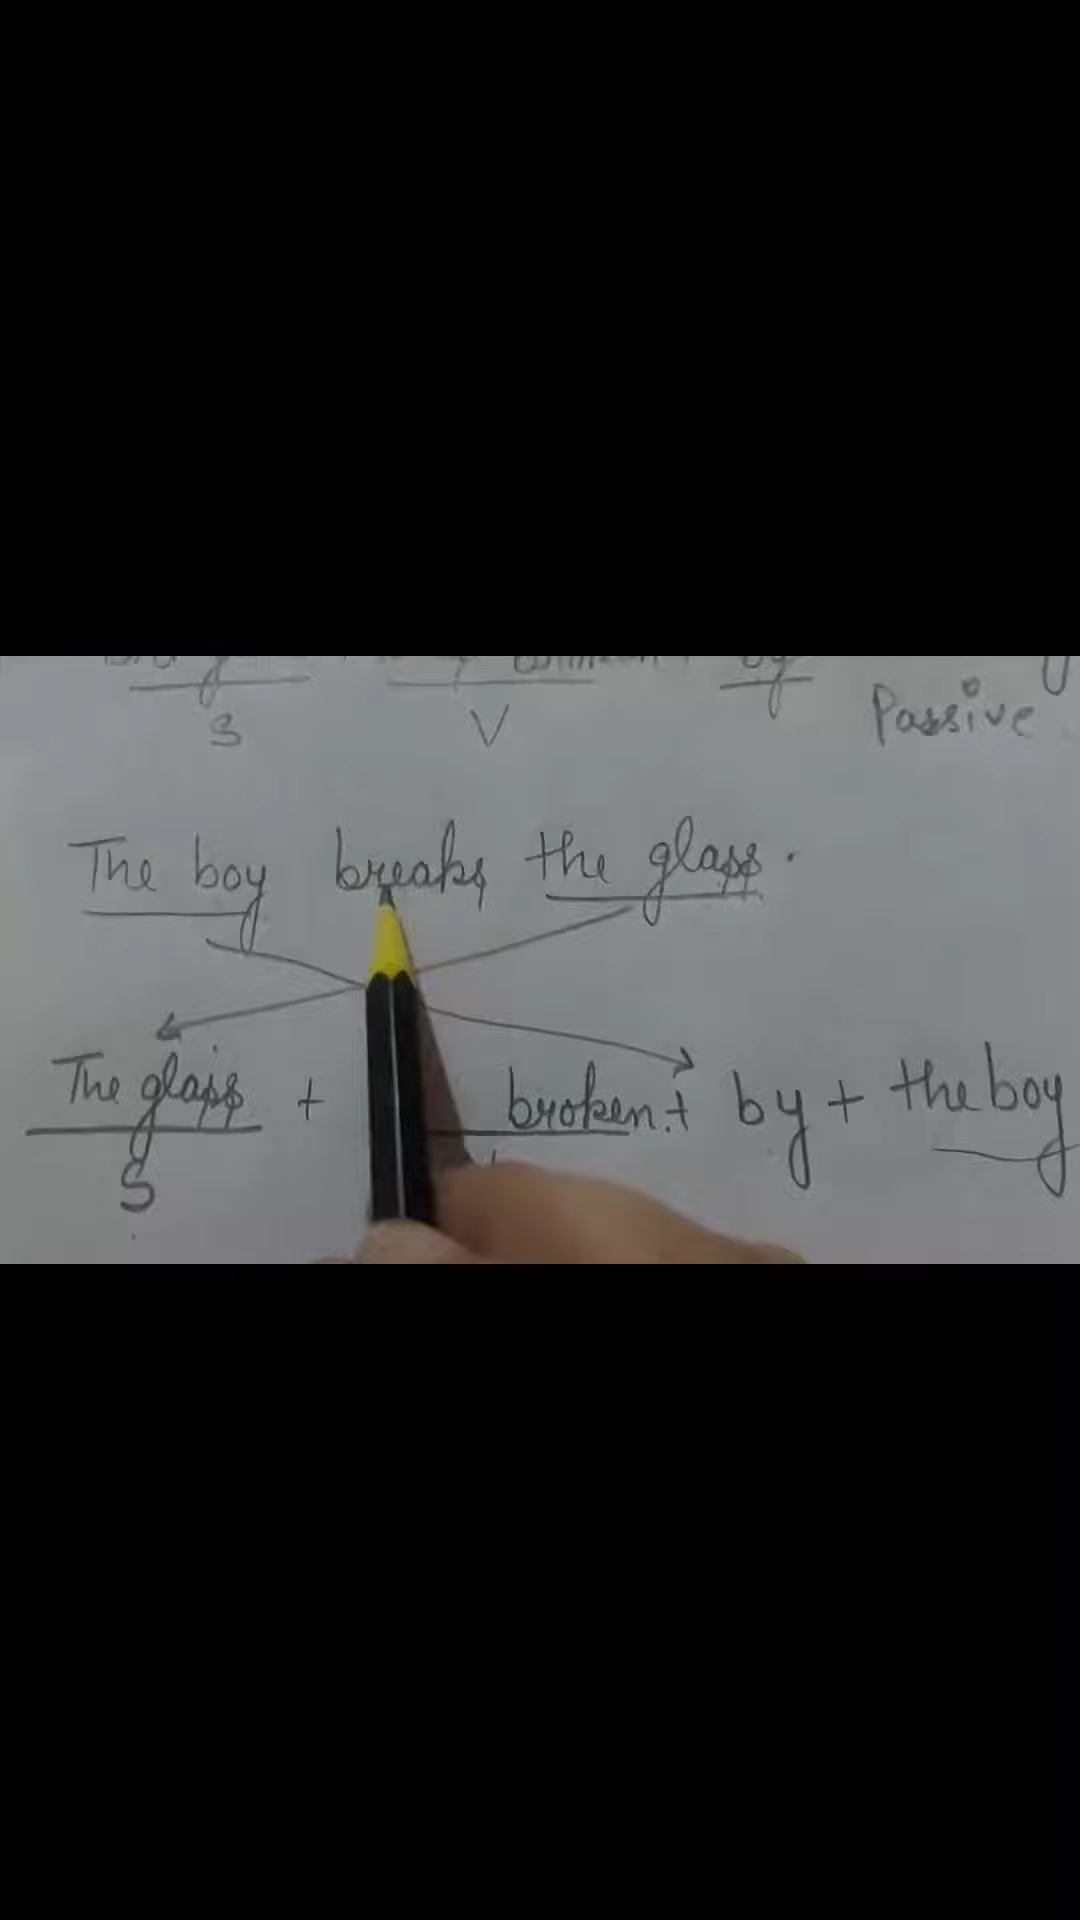 S V Passive
The boy breaks the glass.
The glass + broken + by + the boy
S